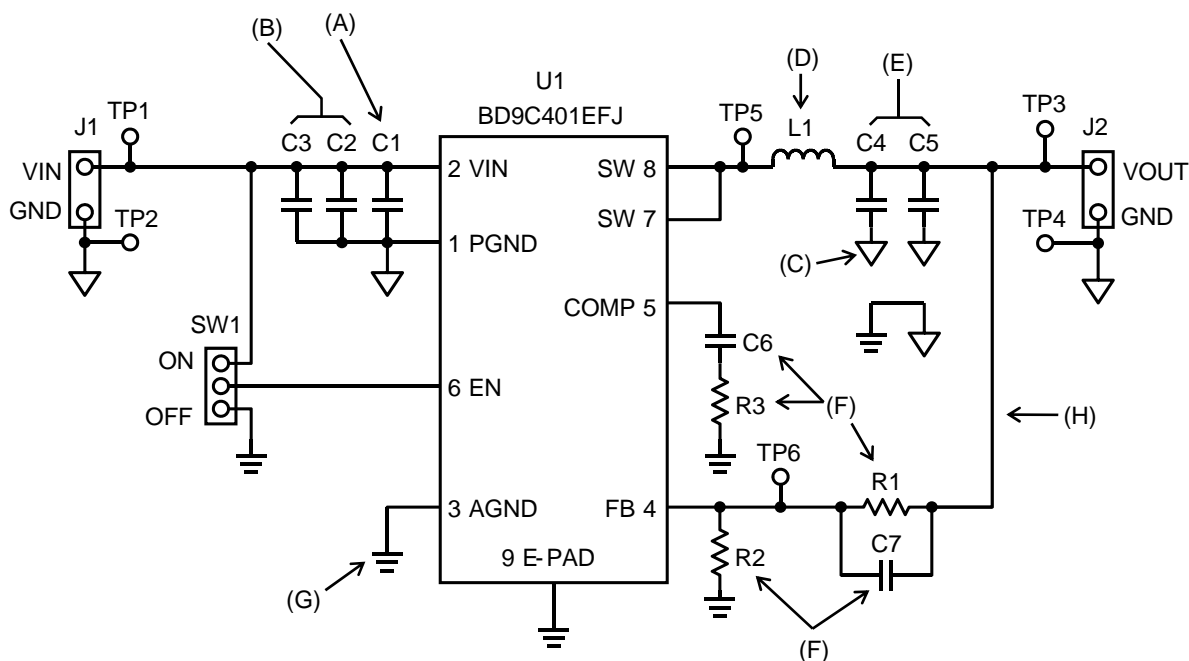 (B)
(A)
(D)
(E)
U1
BD9C401EFJ
J1
TP1
C3
C2
C1
TP5
L1
C4
C5
TP3
J2
VIN
2 VIN
SW 8
VOUT
GND
TP2
SW 7
TP4
GND
1 PGND
(C)
SW1
COMP 5
ON
C6
6 EN
R3
(F)
(H)
OFF
TP6
R1
3 AGND
FB 4
C7
9 E-PAD
R2
(G)
(F)